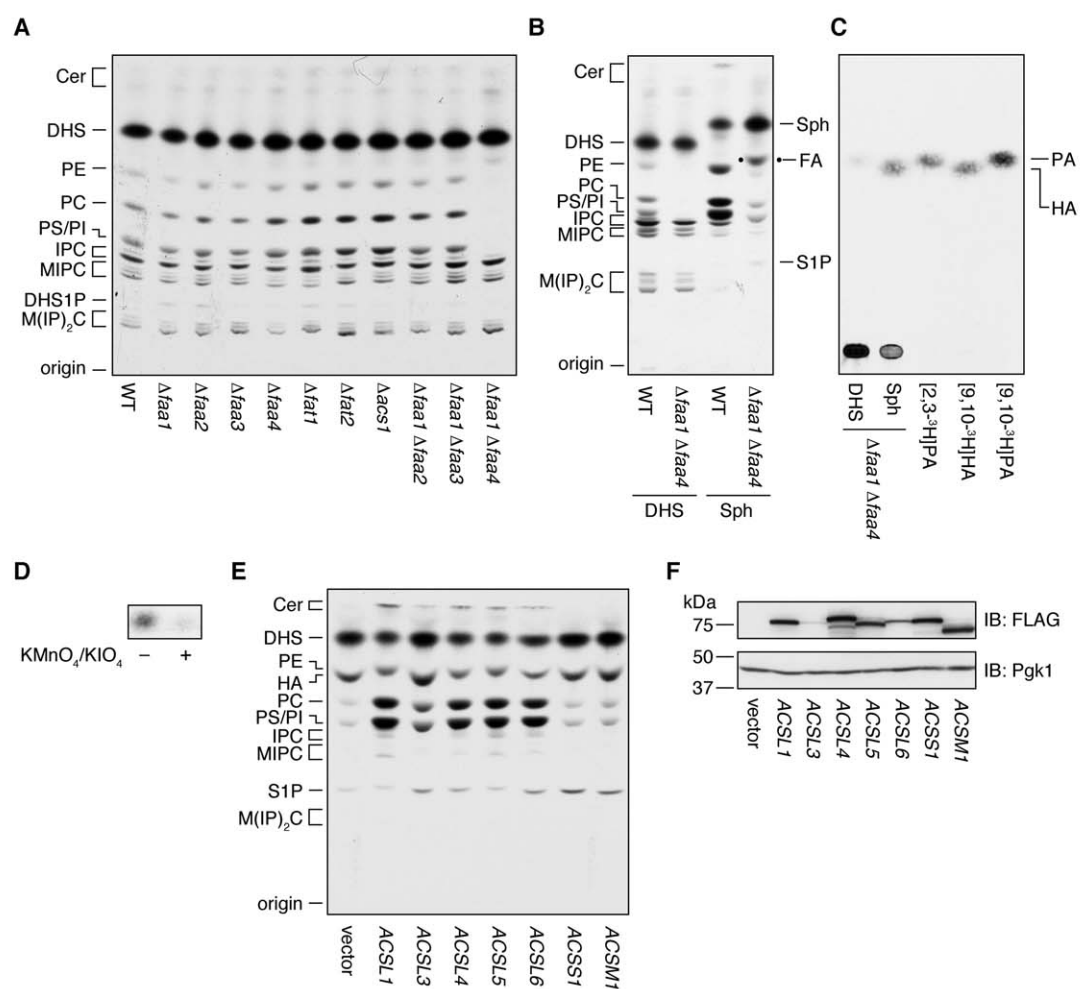 A
Cer
DHS
PE
PC
PS/PI
IPC
MIPC
DHS1P
M(IP)₂C
origin
WT
Δfaa1
Δfaa2
Δfaa3
Δfaa4
Δfat1
Δfat2
Δacs1
Δfaa1 Δfaa2
Δfaa1 Δfaa3
Δfaa1 Δfaa4
B
Cer
DHS
PE
PC
PS/PI
IPC
MIPC
M(IP)₂C
origin
Sph
FA
S1P
WT
Δfaa1 Δfaa4
WT
Δfaa1 Δfaa4
DHS
Sph
C
PA
HA
DHS
Sph
[2,3-³H]PA
[9,10-³H]HA
[9,10-³H]PA
Δfaa1 Δfaa4
D
KMnO₄/KIO₄
− +
E
Cer
DHS
PE
HA
PC
PS/PI
IPC
MIPC
S1P
M(IP)₂C
origin
vector
ACSL1
ACSL3
ACSL4
ACSL5
ACSL6
ACSS1
ACSM1
F
kDa
75
50
37
IB: FLAG
IB: Pgk1
vector
ACSL1
ACSL3
ACSL4
ACSL5
ACSL6
ACSS1
ACSM1